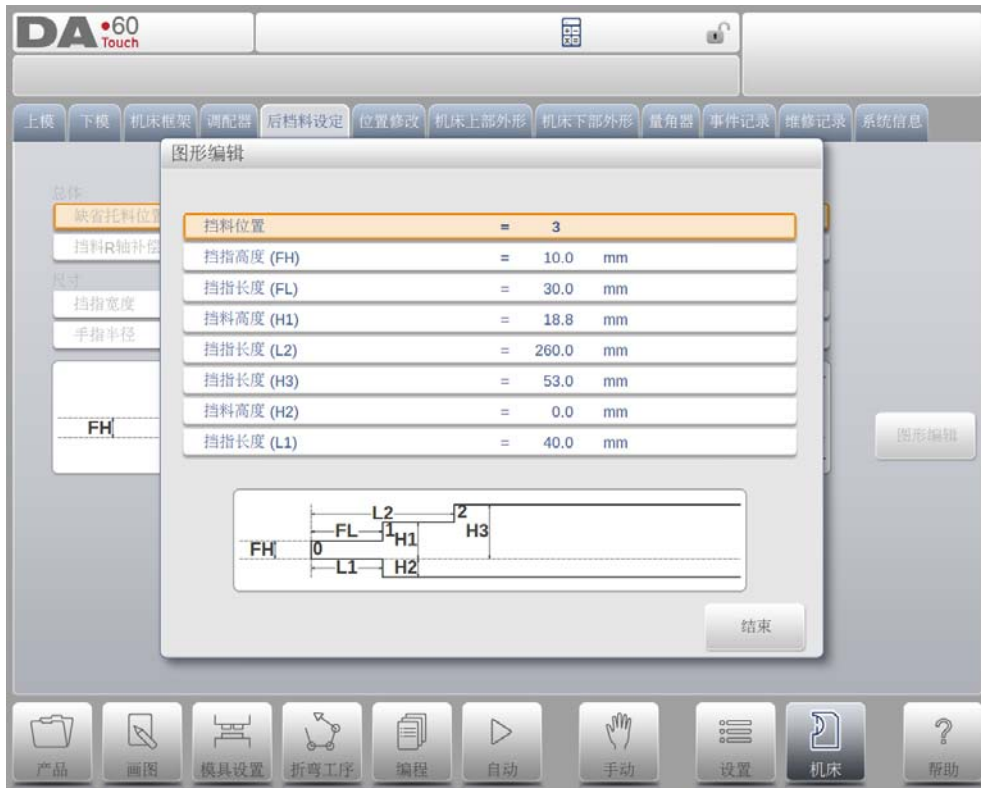 DA•60
Touch
上模 下模 机床框架 调配器 后档料设定 位置修改 机床上部外形 机床下部外形 量角器 事件记录 维修记录 系统信息
图形编辑
总体
缺省托料位置
挡料R轴补偿
尺寸
挡指宽度
手指半径
FH
图形编辑
挡料位置 = 3
挡指高度 (FH) = 10.0 mm
挡指长度 (FL) = 30.0 mm
挡料高度 (H1) = 18.8 mm
挡指长度 (L2) = 260.0 mm
挡指长度 (H3) = 53.0 mm
挡料高度 (H2) = 0.0 mm
挡指长度 (L1) = 40.0 mm
L2 2
FL 1 H1 H3
FH 0
L1 H2
结束
产品 画图 模具设置 折弯工序 编程 自动 手动 设置 机床 帮助